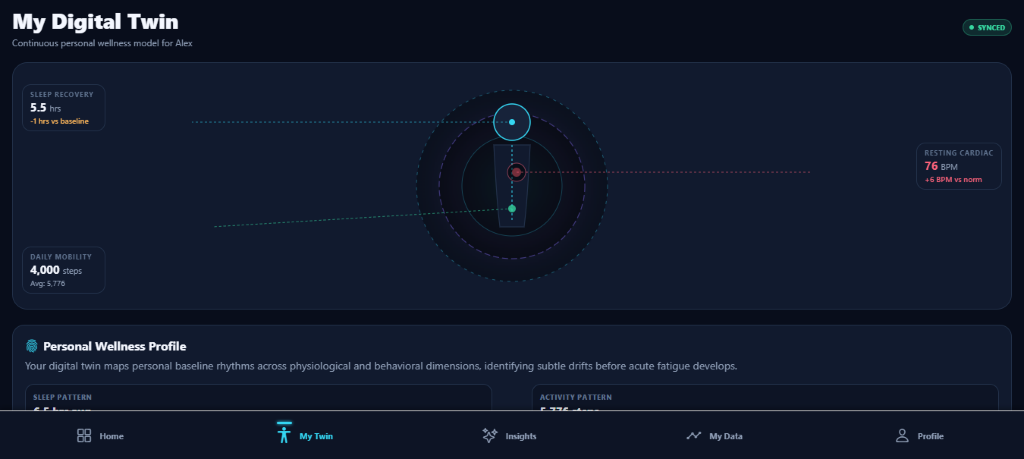 My Digital Twin
Continuous personal wellness model for Alex
SYNCED
SLEEP RECOVERY
5.5 hrs
-1 hrs vs baseline
RESTING CARDIAC
76 BPM
+6 BPM vs norm
DAILY MOBILITY
4,000 steps
Avg: 5,776
Personal Wellness Profile
Your digital twin maps personal baseline rhythms across physiological and behavioral dimensions, identifying subtle drifts before acute fatigue develops.
SLEEP PATTERN
ACTIVITY PATTERN
5,776 steps
Home
My Twin
Insights
My Data
Profile